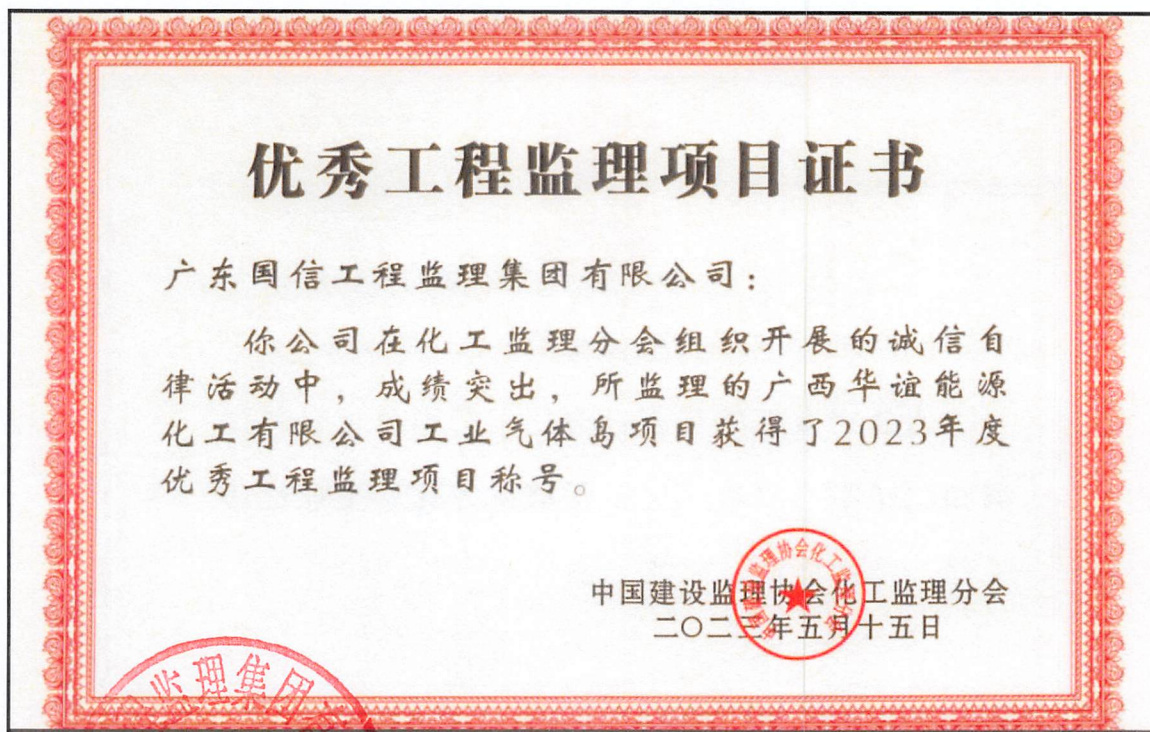 优秀工程监理项目证书
广东国信工程监理集团有限公司：
你公司在化工监理分会组织开展的诚信自
律活动中，成绩突出，所监理的广西华谊能源
化工有限公司工业气体岛项目获得了2023年度
优秀工程监理项目称号。
中国建设监理协会化工监理分会
二〇二三年五月十五日
监理集团